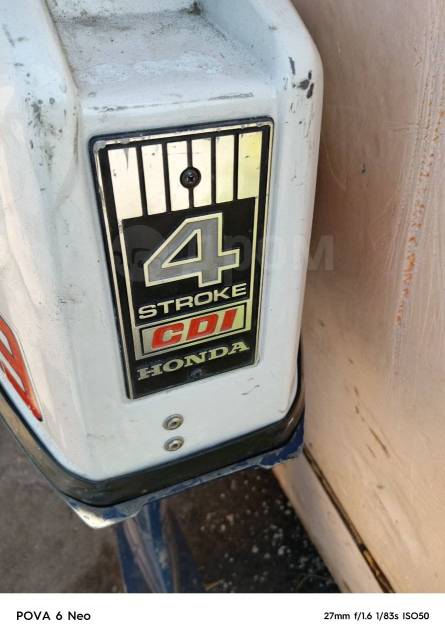 4
STROKE
CDI
HONDA
POVA 6 Neo
27mm f/1.6 1/83s ISO50